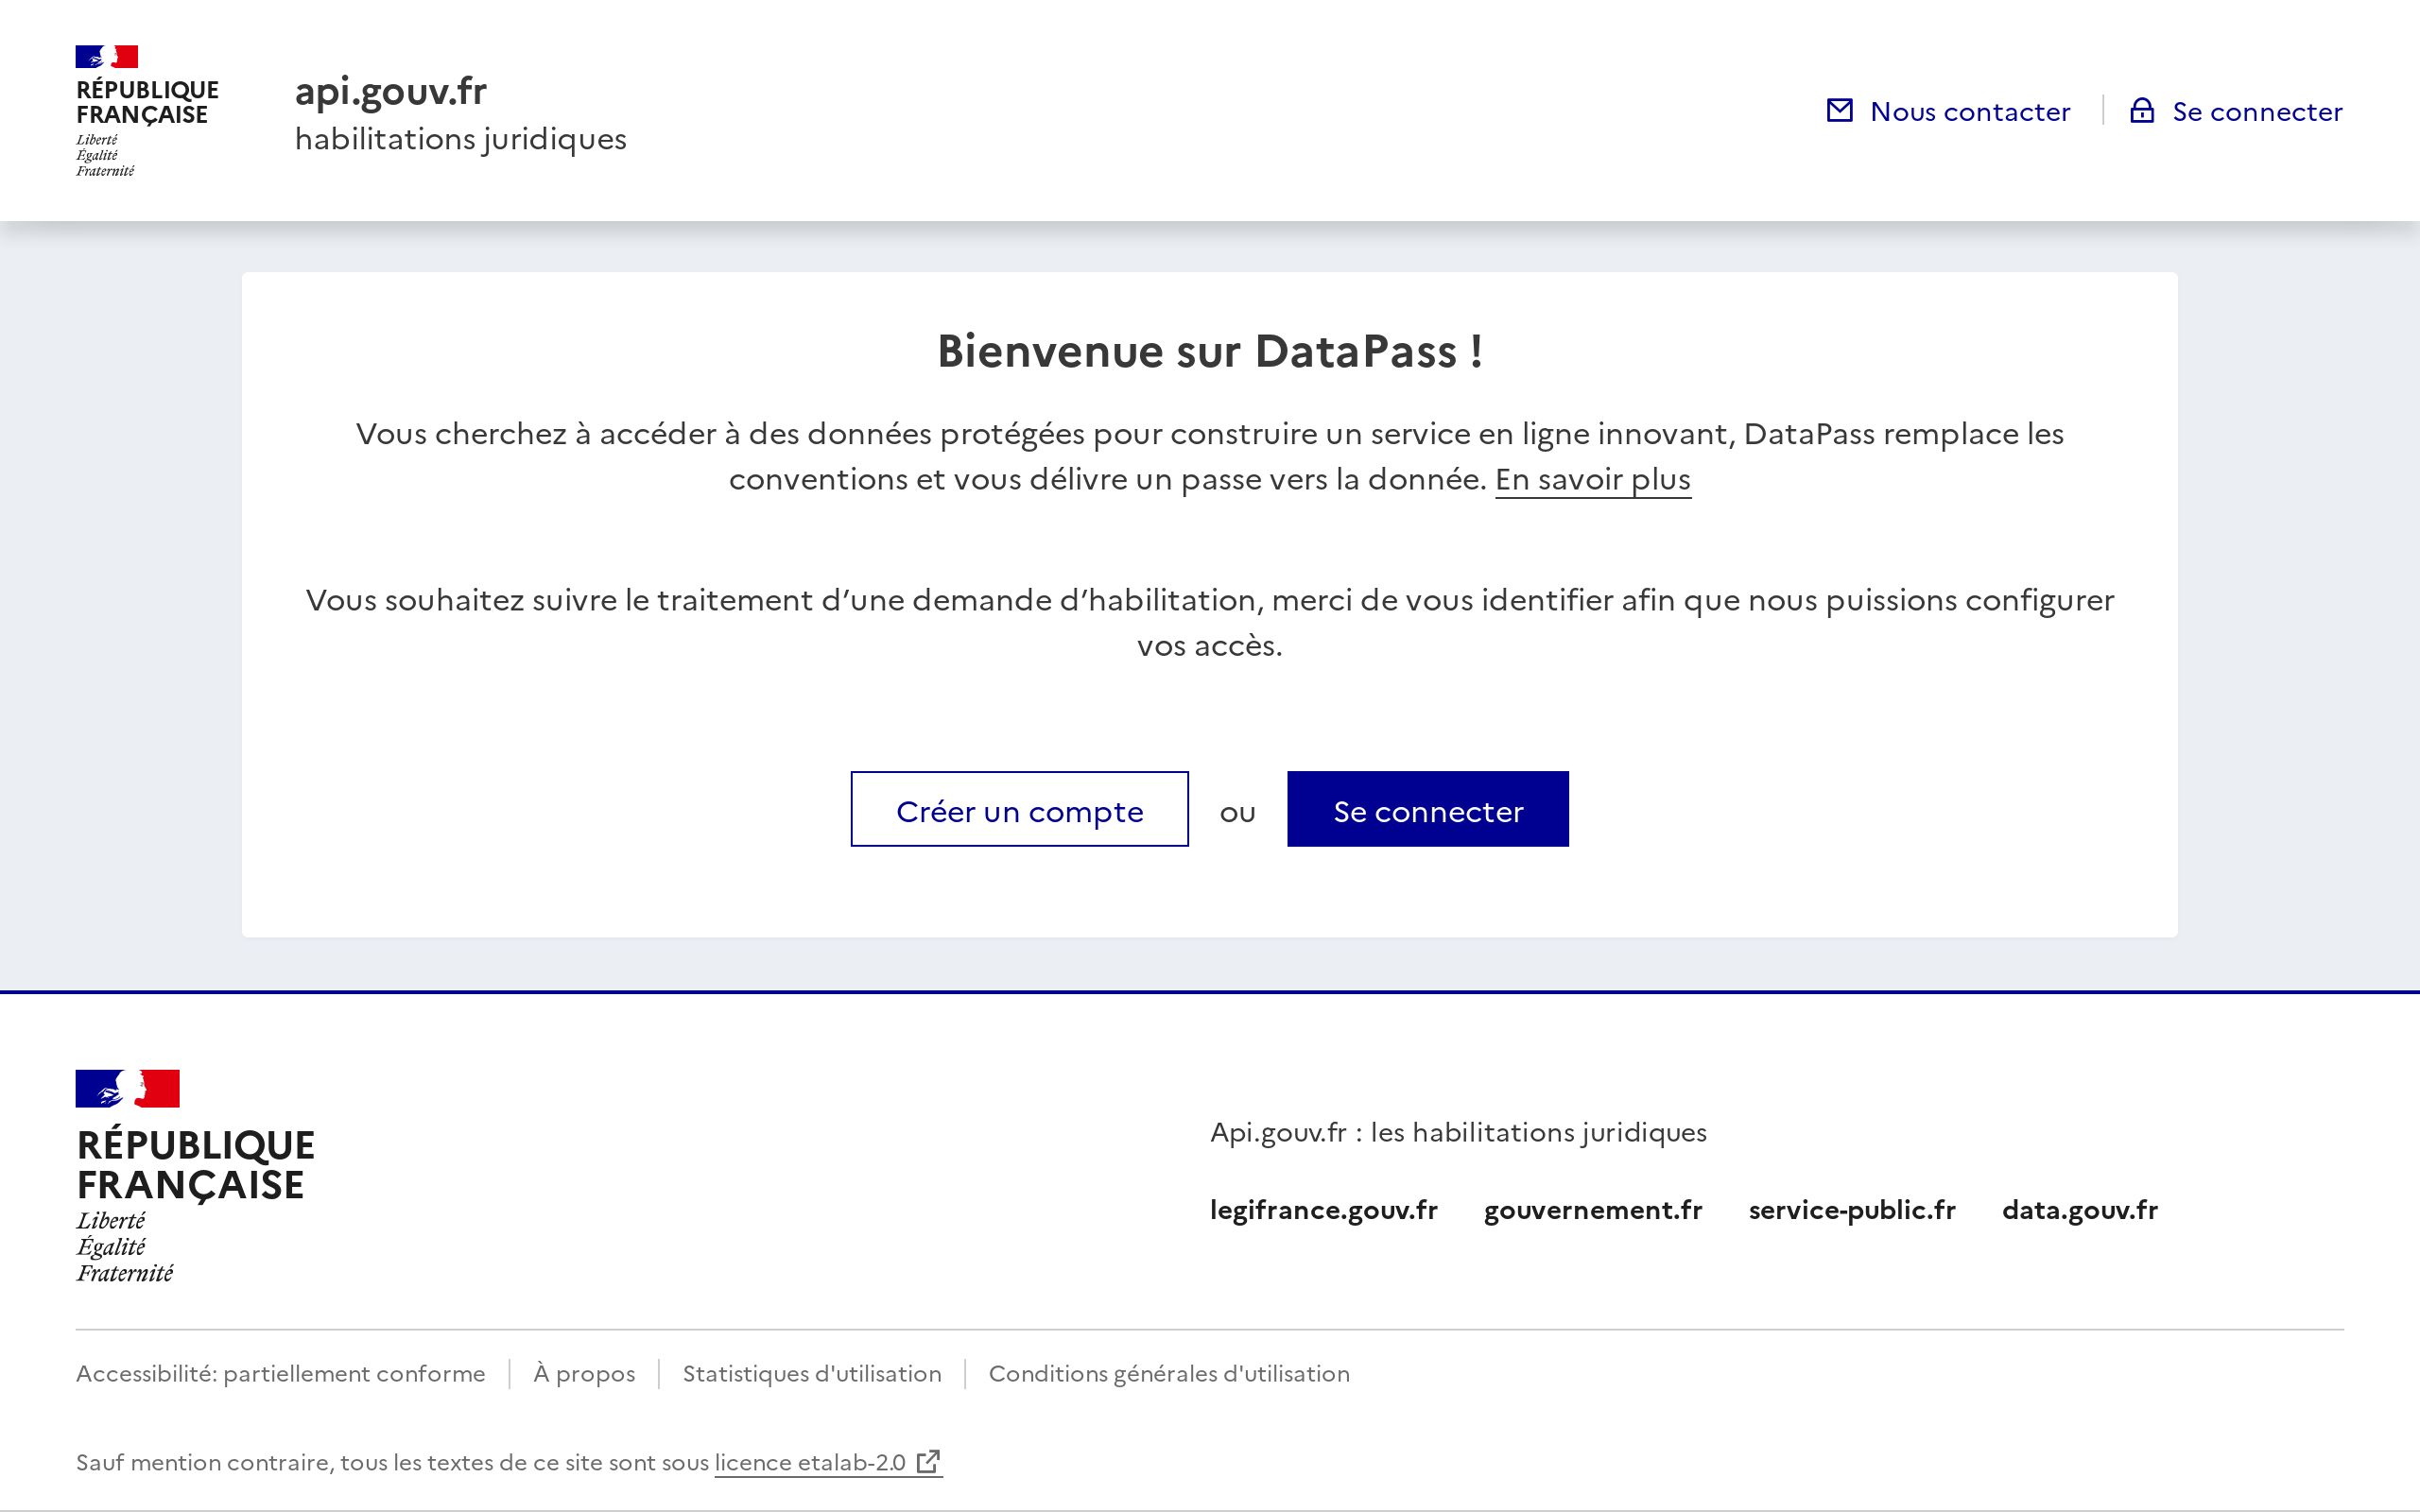 RÉPUBLIQUE
FRANÇAISE
Liberté
Égalité
Fraternité
api.gouv.fr
habilitations juridiques
Nous contacter
Se connecter
Bienvenue sur DataPass !
Vous cherchez à accéder à des données protégées pour construire un service en ligne innovant, DataPass remplace les
conventions et vous délivre un passe vers la donnée. En savoir plus
Vous souhaitez suivre le traitement d’une demande d’habilitation, merci de vous identifier afin que nous puissions configurer
vos accès.
Créer un compte ou Se connecter
RÉPUBLIQUE
FRANÇAISE
Liberté
Égalité
Fraternité
Api.gouv.fr : les habilitations juridiques
legifrance.gouv.fr gouvernement.fr service-public.fr data.gouv.fr
Accessibilité: partiellement conforme À propos Statistiques d'utilisation Conditions générales d'utilisation
Sauf mention contraire, tous les textes de ce site sont sous licence etalab-2.0